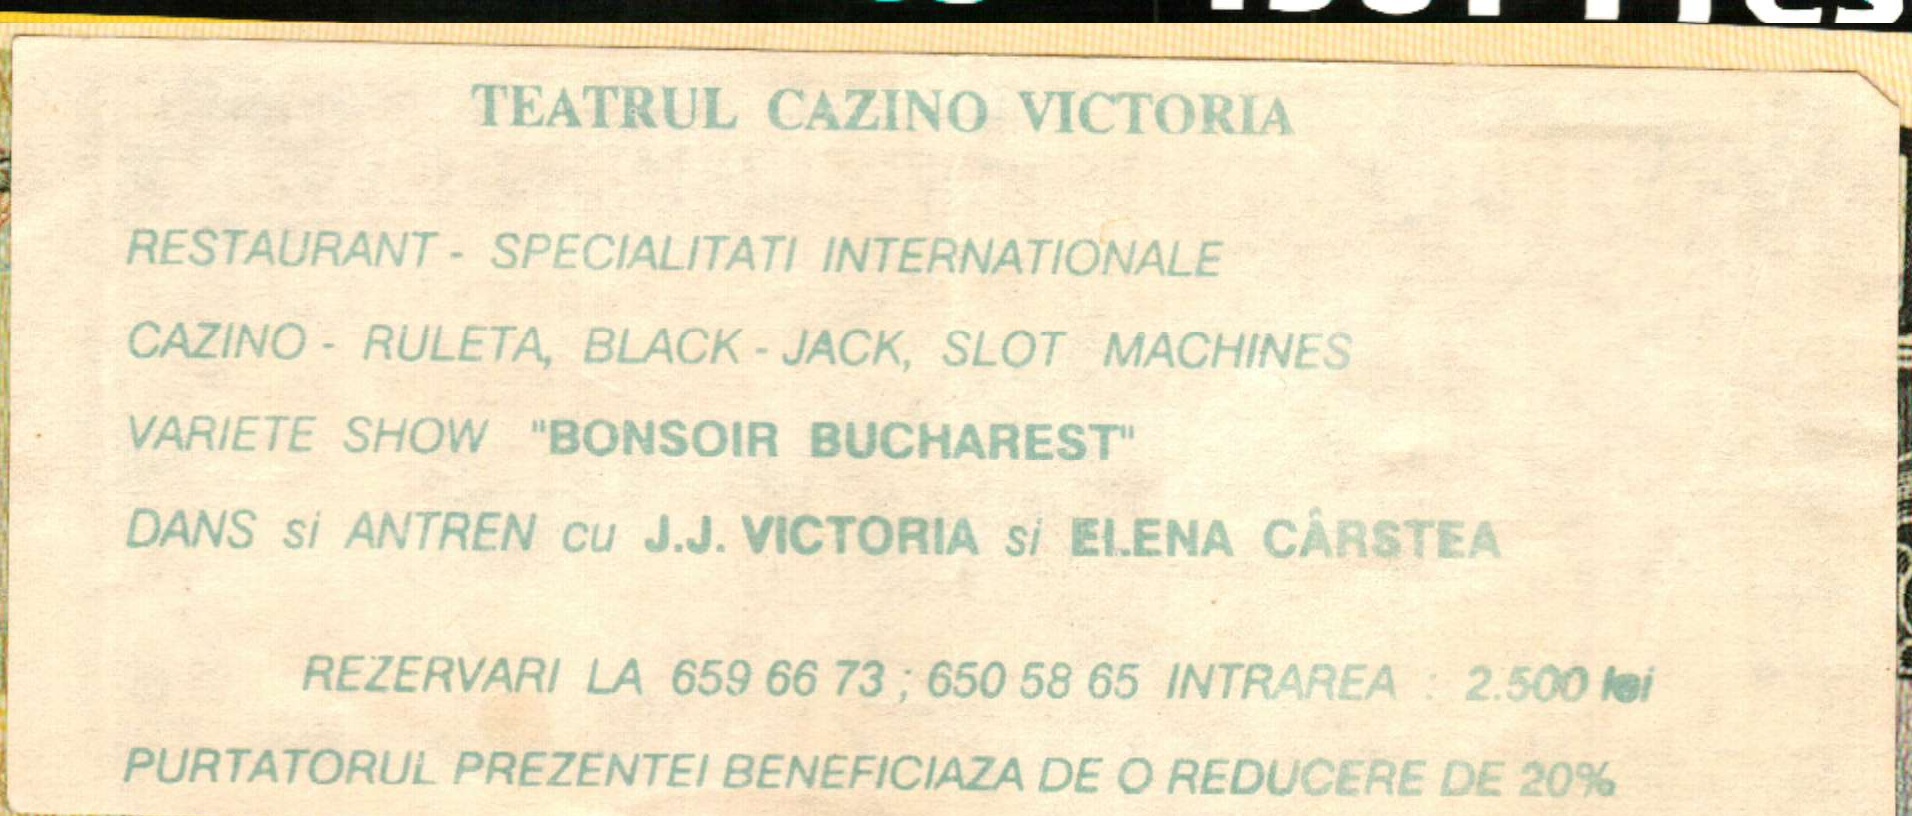 TEATRUL CAZINO VICTORIA
RESTAURANT - SPECIALITATI INTERNATIONALE
CAZINO - RULETA, BLACK - JACK, SLOT MACHINES
VARIETE SHOW "BONSOIR BUCHAREST"
DANS si ANTREN cu J.J. VICTORIA si ELENA CÂRSTEA
REZERVARI LA 659 66 73 ; 650 58 65 INTRAREA : 2.500 lei
PURTATORUL PREZENTEI BENEFICIAZA DE O REDUCERE DE 20%